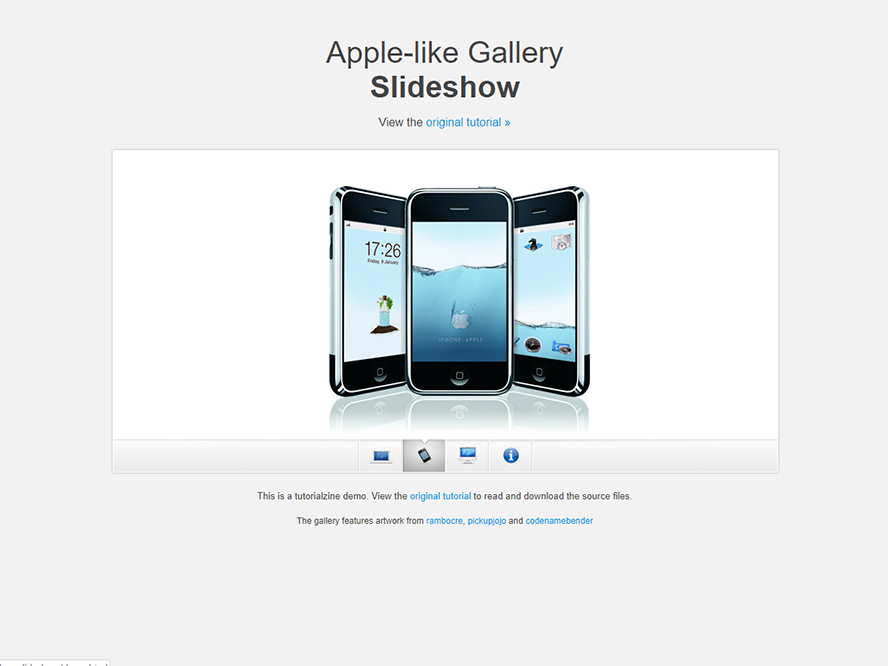 Apple-like Gallery
Slideshow
View the original tutorial »
17:26
Friday, 9 January
IPHONE APPLE
This is a tutorialzine demo. View the original tutorial to read and download the source files.
The gallery features artwork from rambocre, pickupjojo and codenamebender